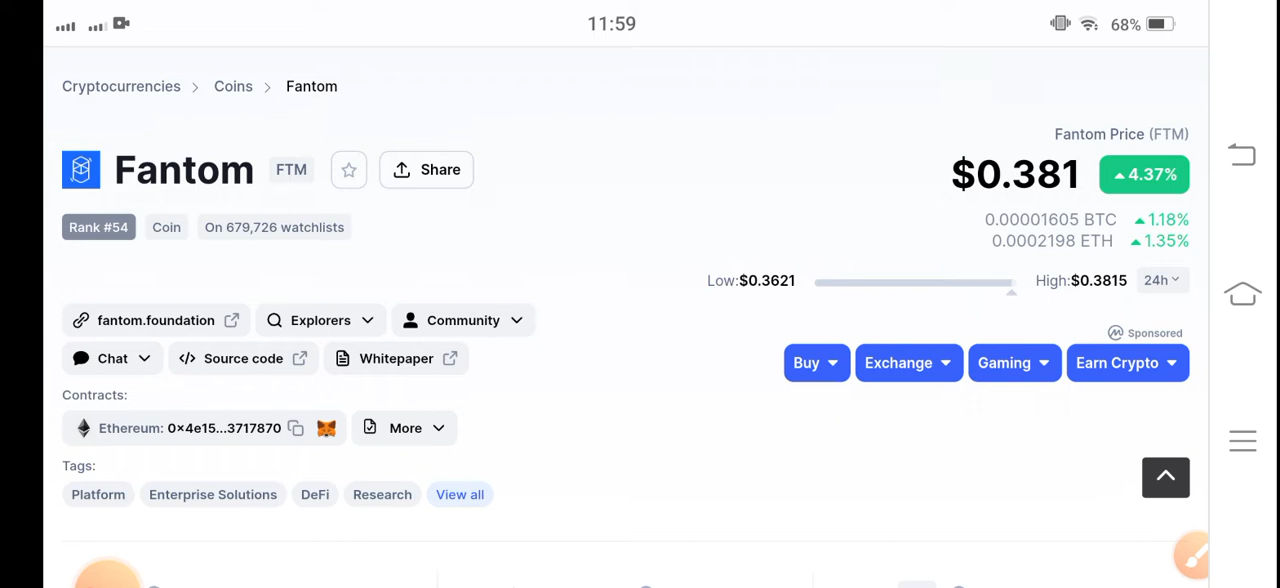 11:59
68%
Cryptocurrencies > Coins > Fantom
Fantom Price (FTM)
Fantom FTM Share
$0.381 4.37%
Rank #54 Coin On 679,726 watchlists
0.00001605 BTC 1.18%
0.0002198 ETH 1.35%
Low:$0.3621 High:$0.3815 24h
fantom.foundation Explorers Community
Sponsored
Chat Source code Whitepaper
Buy Exchange Gaming Earn Crypto
Contracts:
Ethereum: 0x4e15...3717870 More
Tags:
Platform Enterprise Solutions DeFi Research View all